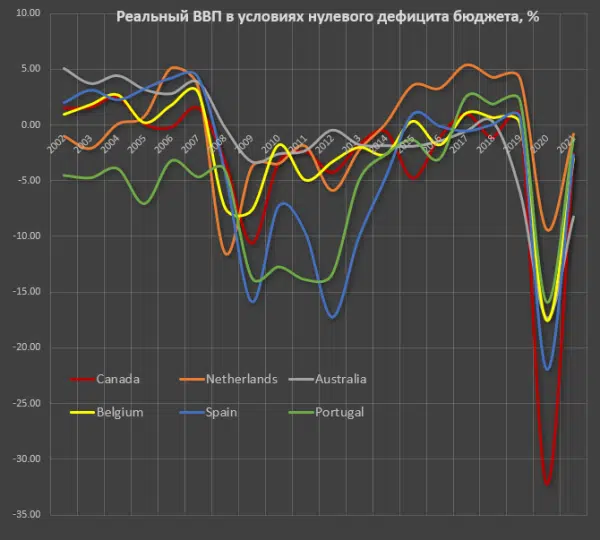 Реальный ВВП в условиях нулевого дефицита бюджета, %
10.00
5.00
0.00
2002 2003 2004 2005 2006 2007 2008 2009 2010 2011 2012 2013 2014 2015 2016 2017 2018 2019 2020 2021
-5.00
-10.00
-15.00
-20.00
-25.00
-30.00
-35.00
Canada Netherlands Australia
Belgium Spain Portugal